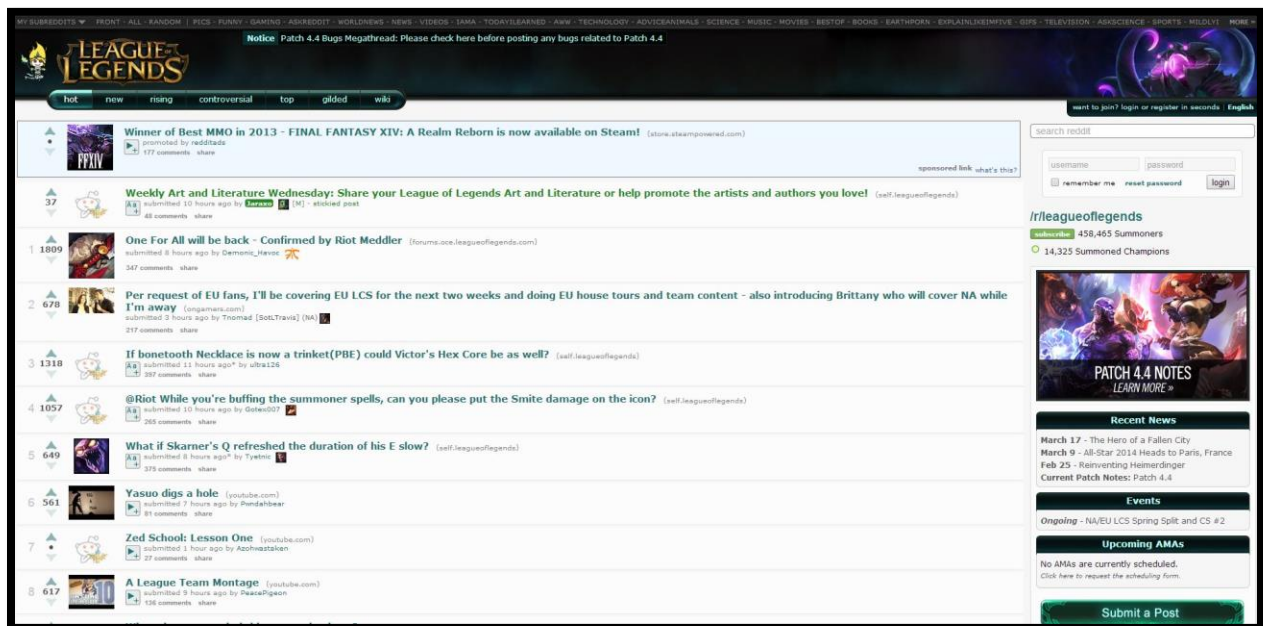 MY SUBREDDITS ▼ FRONT - ALL - RANDOM | PICS - FUNNY - GAMING - ASKREDDIT - WORLDNEWS - NEWS - VIDEOS - IAMA - TODAYILEARNED - AWW - TECHNOLOGY - ADVICEANIMALS - SCIENCE - MUSIC - MOVIES - BESTOF - BOOKS - EARTHPORN - EXPLAINLIKEIMFIVE - GIFS - TELEVISION - ASKSCIENCE - SPORTS - MILDLYI MORE »
Notice Patch 4.4 Bugs Megathread: Please check here before posting any bugs related to Patch 4.4
LEAGUE of
LEGENDS
hot new rising controversial top gilded wiki
want to join? login or register in seconds | English
Winner of Best MMO in 2013 - FINAL FANTASY XIV: A Realm Reborn is now available on Steam! (store.steampowered.com)
promoted by redditads
177 comments share
FFXIV
sponsored link what's this?
Weekly Art and Literature Wednesday: Share your League of Legends Art and Literature or help promote the artists and authors you love! (self.leagueoflegends)
37
Aa submitted 10 hours ago by Jaraxo [M] - stickied post
48 comments share
1 1809
One For All will be back - Confirmed by Riot Meddler (forums.oce.leagueoflegends.com)
submitted 8 hours ago by Demonic_Havoc
347 comments share
2 678
Per request of EU fans, I'll be covering EU LCS for the next two weeks and doing EU house tours and team content - also introducing Brittany who will cover NA while
I'm away (ongamers.com)
submitted 3 hours ago by Tnomad [SotLTravis] (NA)
217 comments share
3 1318
If bonetooth Necklace is now a trinket(PBE) could Victor's Hex Core be as well? (self.leagueoflegends)
Aa submitted 11 hours ago* by ultra126
397 comments share
4 1057
@Riot While you're buffing the summoner spells, can you please put the Smite damage on the icon? (self.leagueoflegends)
Aa submitted 10 hours ago by Gotex007
265 comments share
5 649
What if Skarner's Q refreshed the duration of his E slow? (self.leagueoflegends)
Aa submitted 8 hours ago* by Tyetnic
375 comments share
6 561
Yasuo digs a hole (youtube.com)
submitted 7 hours ago by Pwndahbear
81 comments share
7
Zed School: Lesson One (youtube.com)
submitted 1 hour ago by Azohwastaken
27 comments share
8 617
A League Team Montage (youtube.com)
submitted 9 hours ago by PeacePigeon
136 comments share
search reddit
username password
remember me reset password login
/r/leagueoflegends
subscribe 458,465 Summoners
14,325 Summoned Champions
PATCH 4.4 NOTES
LEARN MORE »
Recent News
March 17 - The Hero of a Fallen City
March 9 - All-Star 2014 Heads to Paris, France
Feb 25 - Reinventing Heimerdinger
Current Patch Notes: Patch 4.4
Events
Ongoing - NA/EU LCS Spring Split and CS #2
Upcoming AMAs
No AMAs are currently scheduled.
Click here to request the scheduling form.
Submit a Post